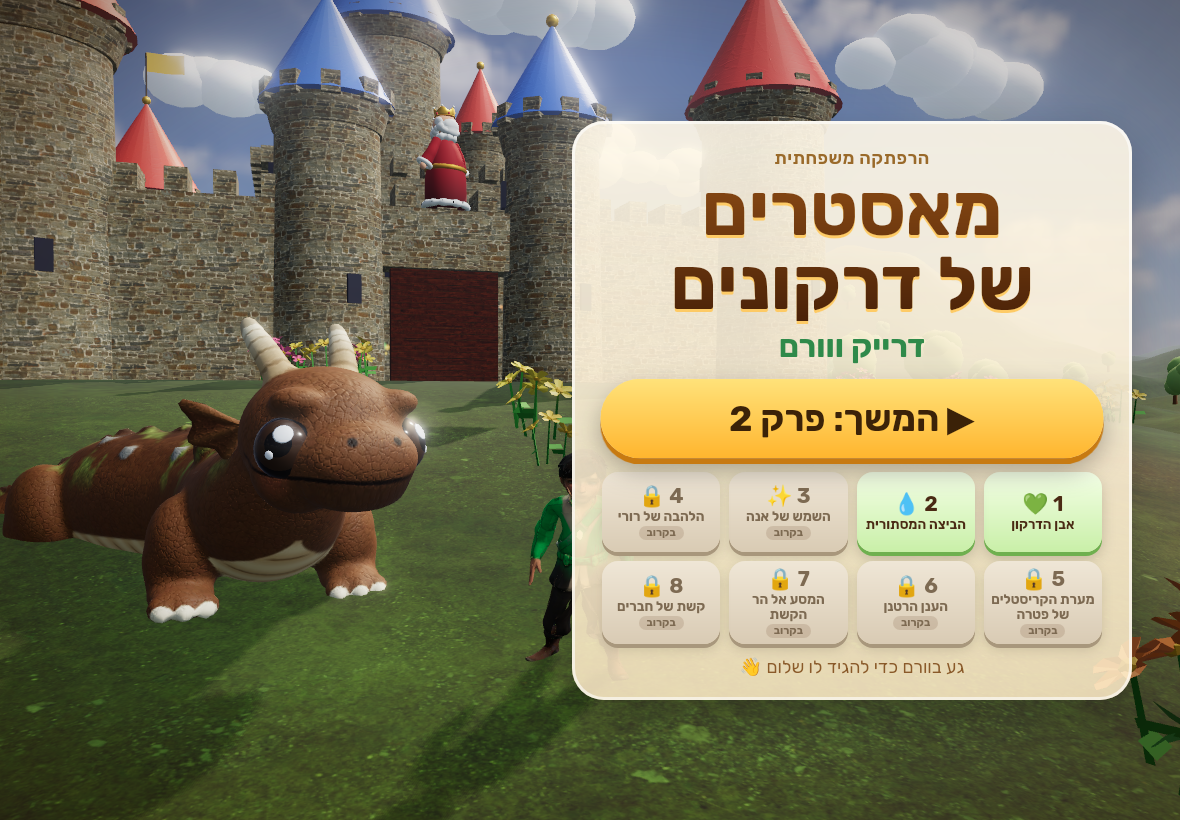 הרפתקה משפחתית
מאסטרים
של דרקונים
דרייק וווורם
▶ המשך: פרק 2
1 💚
אבן הדרקון
2 💧
הביצה המסתורית
3 ✨
השמש של אנה
בקרוב
4 🔒
הלהבה של רורי
בקרוב
5 🔒
מערת הקריסטלים
של פטרה
בקרוב
6 🔒
הענן הרטנן
בקרוב
7 🔒
המסע אל הר
הקשת
בקרוב
8 🔒
קשת של חברים
בקרוב
גע בוורם כדי להגיד לו שלום 👋